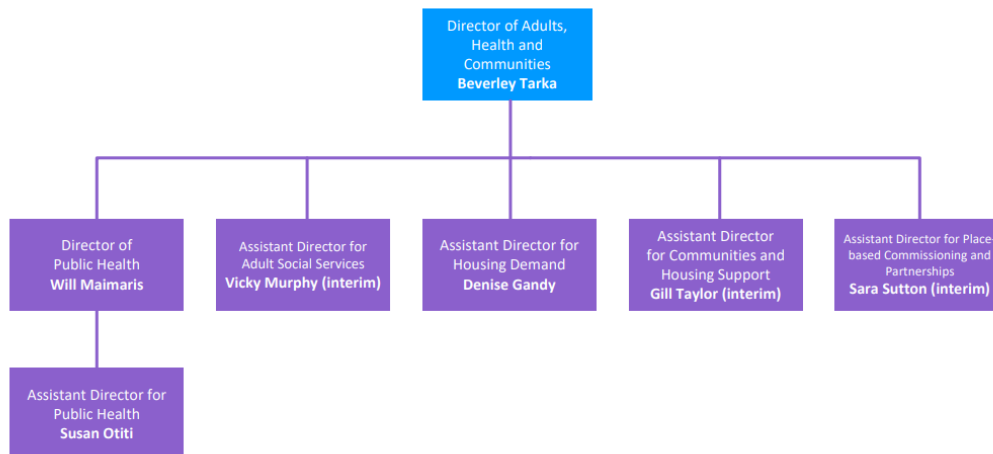 Director of Adults,
Health and
Communities
Beverley Tarka
Director of
Public Health
Will Maimaris
Assistant Director for
Adult Social Services
Vicky Murphy (interim)
Assistant Director for
Housing Demand
Denise Gandy
Assistant Director
for Communities and
Housing Support
Gill Taylor (interim)
Assistant Director for Place-
based Commissioning and
Partnerships
Sara Sutton (interim)
Assistant Director for
Public Health
Susan Otiti